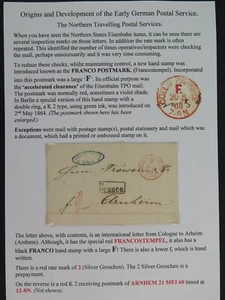 Origins and Development of the Early German Postal Service.
The Northern Travelling Postal Services.
When you have seen the Northern States Eisenbahn items, it can be seen there are
several inspection marks on those letters. In addition the rate mark is often
repeated. This identified the number of times operatives/inspectors were checking
the mail, perhaps unnecessarily and it was very time consuming.
To reduce these checks, whilst maintaining control, a new hand stamp was
introduced known as the FRANCO POSTMARK. (Francostempel). Incorporated
into this postmark was a large 'F'. Its official purpose
was the 'accelerated clearance' of the Eisenbahn TPO mail.
The postmark was normally red, sometimes a violet shade.
In Berlin a special version of this hand stamp with a
double ring, a K 2 type, using green ink, was introduced on
2nd May 1864. (The postmark shown here has been
enlarged.)
F
Exceptions were mail with postage stamp(s), postal stationery and mail which was
a document, which had a printed or embossed stamp on it.
Franco
Arnheim
The letter above, with contents, is an international letter from Cologne to Arheim
(Arnhem). Although, it has the special red FRANCOSTEMPEL, it also has a
black FRANCO hand stamp with a large 'F'! There is also a lower f, which is hand
written.
There is a red rate mark of 2 (Silver Groschen). The 2 Silver Groschen is a
prepayment.
On the reverse is a red K 2 receiving postmark of ARNHEM 21 MEI 68 timed at
12-8N. (Not shown).